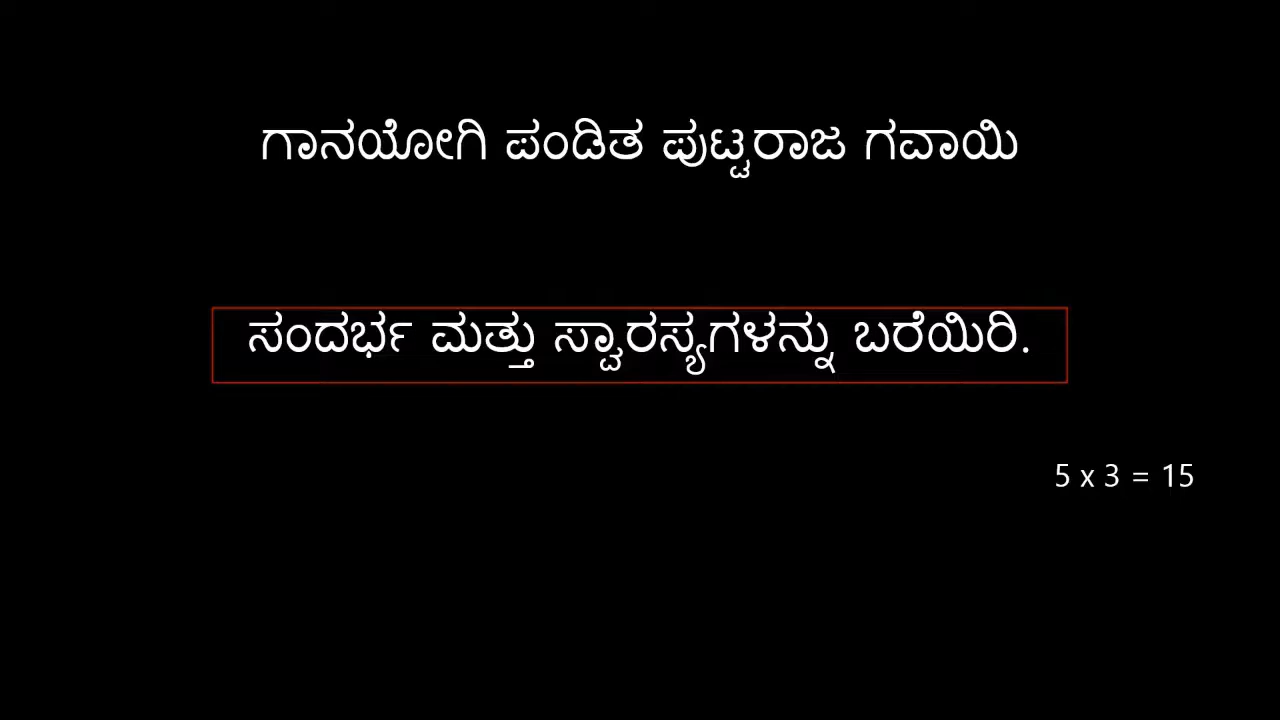 ಗಾನಯೋಗಿ ಪಂಡಿತ ಪುಟ್ಟರಾಜ ಗವಾಯಿ
ಸಂದರ್ಭ ಮತ್ತು ಸ್ವಾರಸ್ಯಗಳನ್ನು ಬರೆಯಿರಿ.
5 x 3 = 15